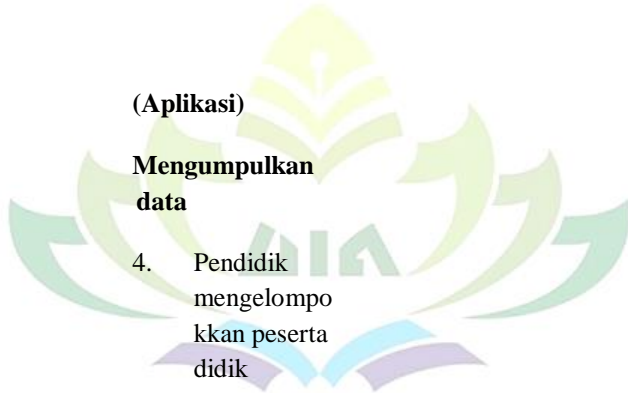 (Aplikasi)
Mengumpulkan
data
4. Pendidik
mengelompo
kkan peserta
didik